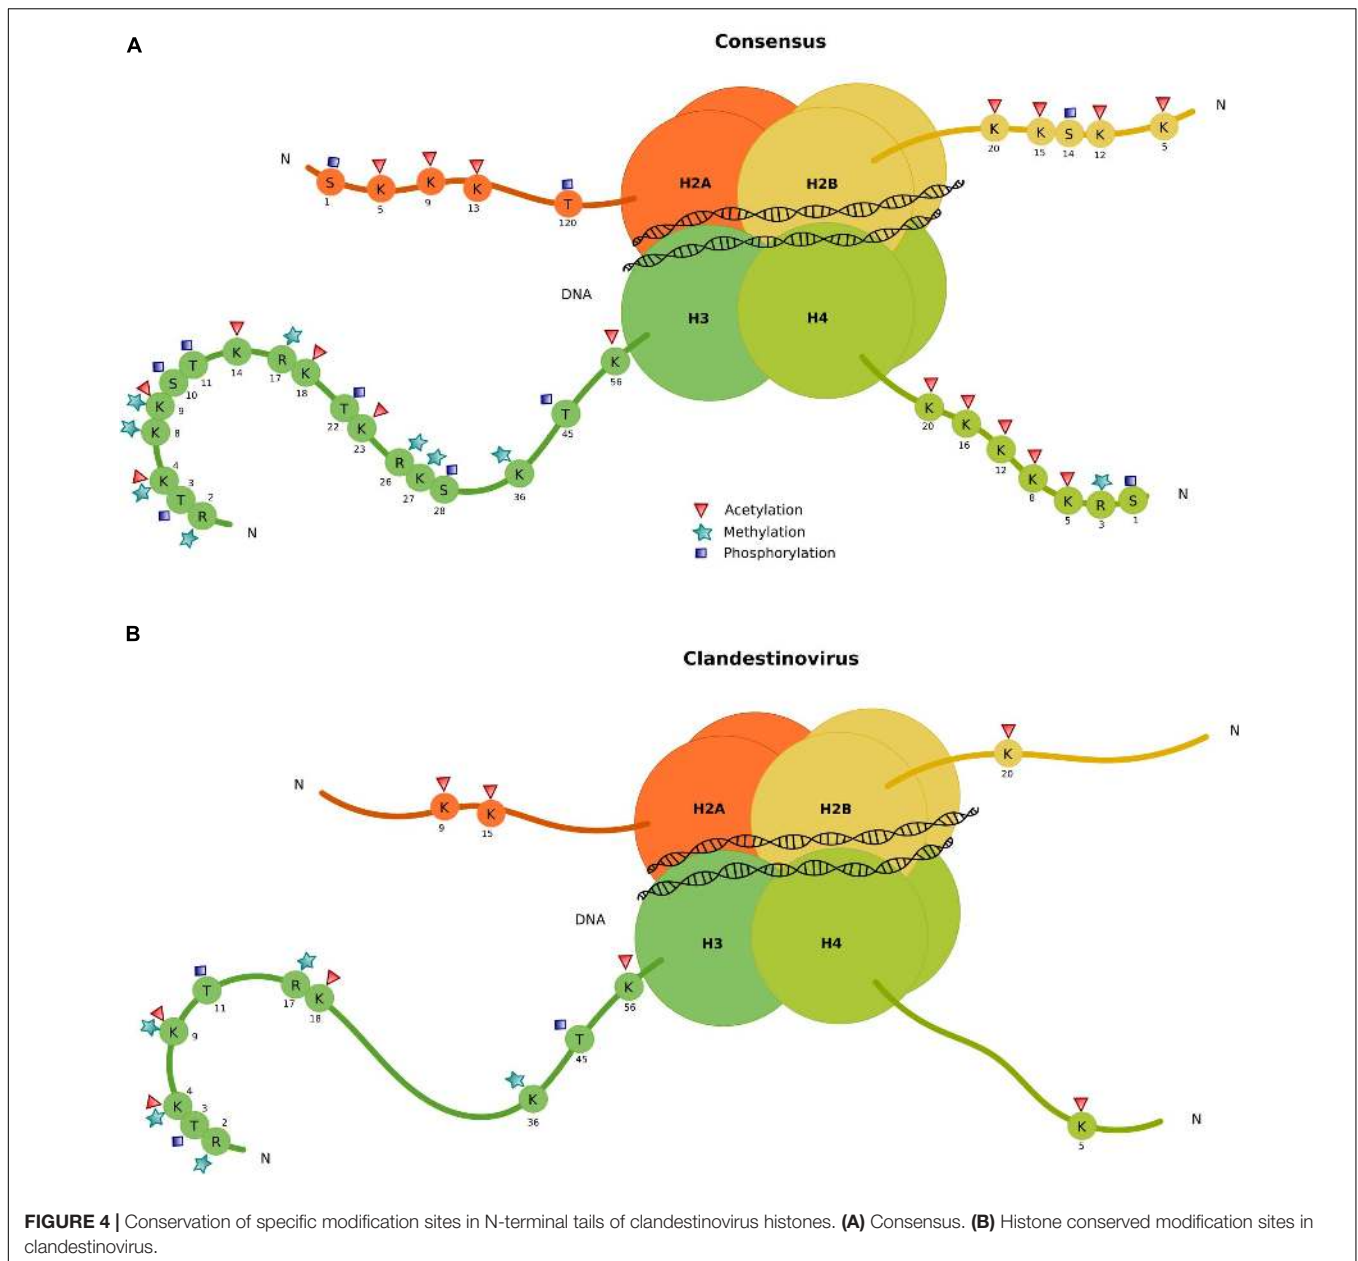 A
Consensus
N
S K K K T
1 5 9 13 120
H2A H2B
K K S K K
20 15 14 12 5
N
DNA
H3 H4
K
56
T
45
K
36
S
28
K
27
R
26
K
23
T
22
K
18
R
17
K
14
T
11
S
10
K
9
K
8
K
4
T
3
R
2
N
K K K K K R S
20 16 12 8 5 3 1
N
Acetylation
Methylation
Phosphorylation
B
Clandestinovirus
N
K K
9 15
H2A H2B
K
20
N
DNA
H3 H4
K
56
T
45
K
36
K
18
R
17
T
11
K
9
K
4
T
3
R
2
N
K
5
N
FIGURE 4 | Conservation of specific modification sites in N-terminal tails of clandestinovirus histones. (A) Consensus. (B) Histone conserved modification sites in
clandestinovirus.